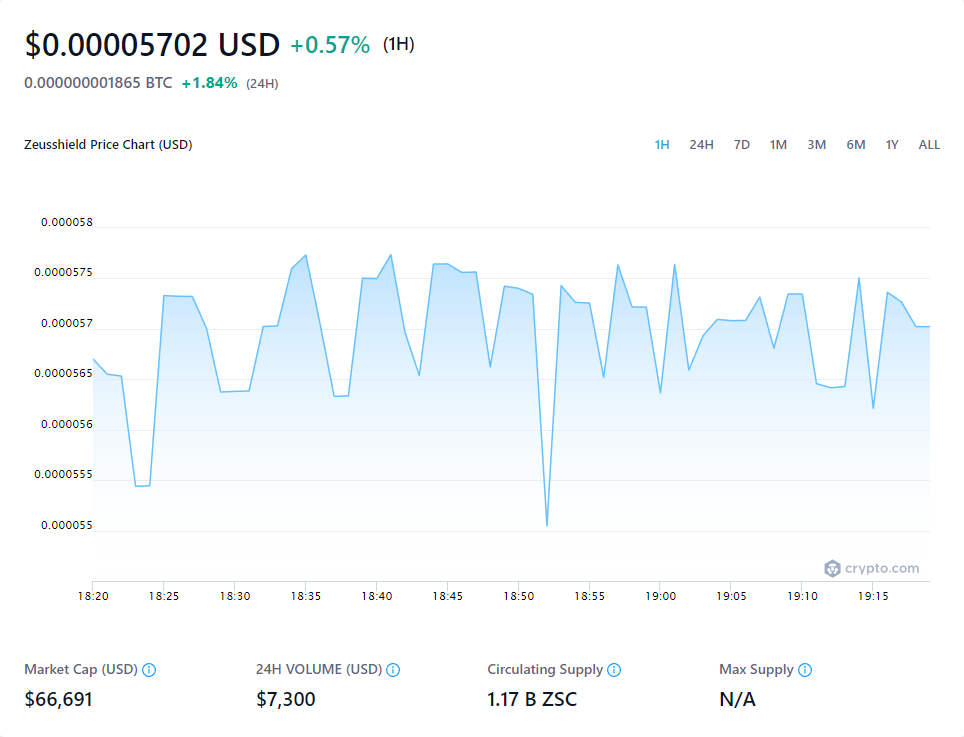 $0.00005702 USD +0.57% (1H)
0.000000001865 BTC +1.84% (24H)
Zeusshield Price Chart (USD) 1H 24H 7D 1M 3M 6M 1Y ALL
0.000058
0.0000575
0.000057
0.0000565
0.000056
0.0000555
0.000055
crypto.com
18:20 18:25 18:30 18:35 18:40 18:45 18:50 18:55 19:00 19:05 19:10 19:15
Market Cap (USD) 24H VOLUME (USD) Circulating Supply Max Supply
$66,691 $7,300 1.17 B ZSC N/A